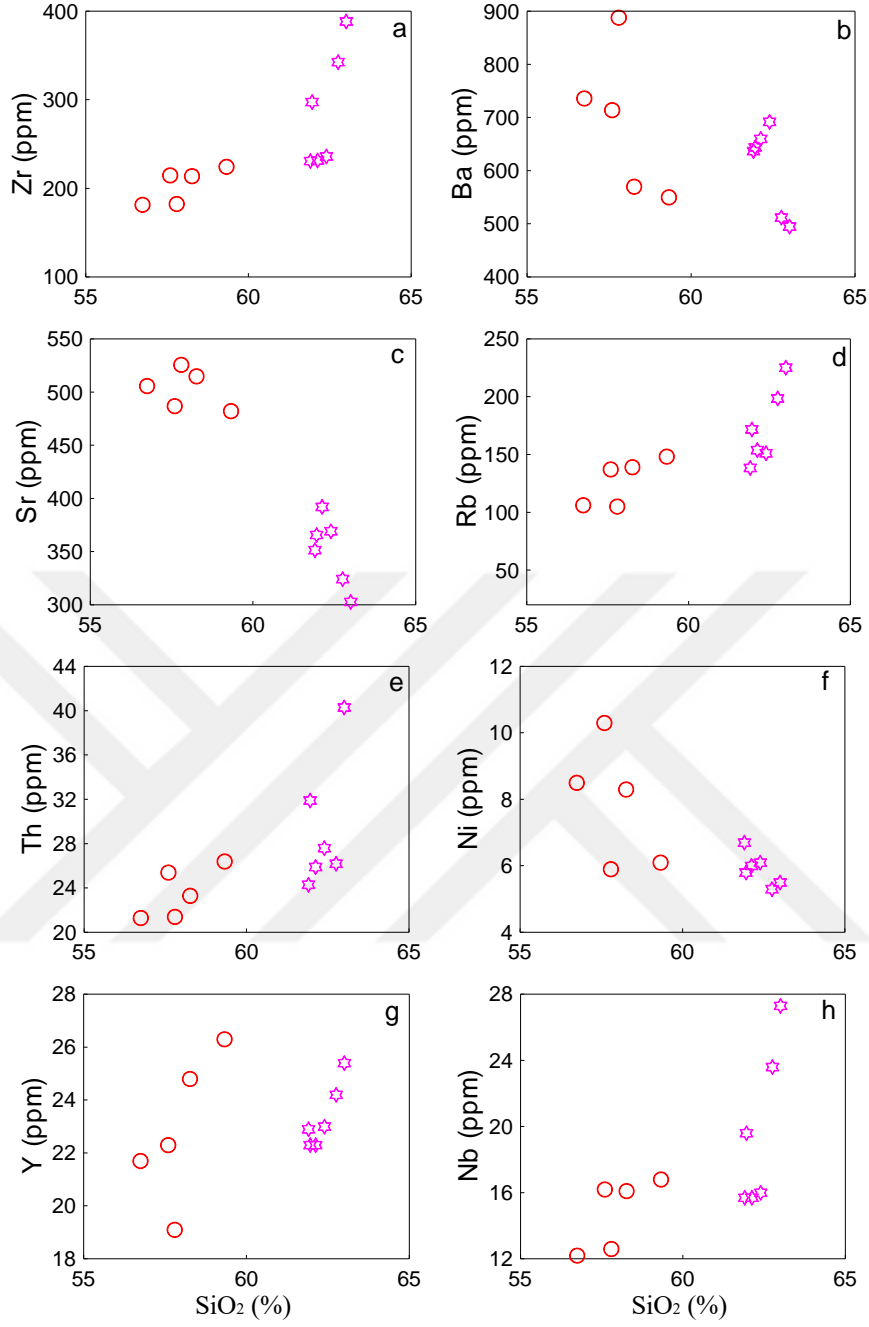 a
Zr (ppm)
400
300
200
100
55 60 65
b
Ba (ppm)
900
800
700
600
500
400
55 60 65
c
Sr (ppm)
550
500
450
400
350
300
55 60 65
d
Rb (ppm)
250
200
150
100
50
55 60 65
e
Th (ppm)
44
40
36
32
28
24
20
55 60 65
f
Ni (ppm)
12
10
8
6
4
55 60 65
g
Y (ppm)
28
26
24
22
20
18
55 60 65
SiO₂ (%)
h
Nb (ppm)
28
24
20
16
12
55 60 65
SiO₂ (%)